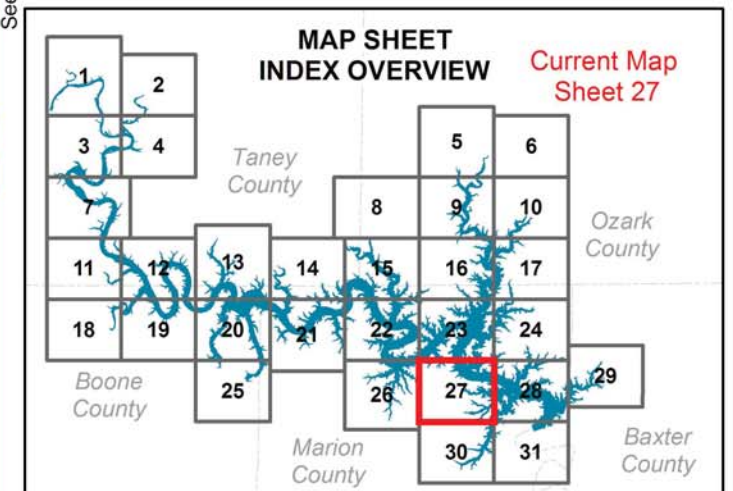 See
MAP SHEET
INDEX OVERVIEW
Current Map
Sheet 27
1
2
3
4
Taney
County
5
6
7
8
9
10
Ozark
County
11
12
13
14
15
16
17
18
19
20
21
22
23
24
Boone
County
25
26
27
28
29
Marion
County
30
31
Baxter
County